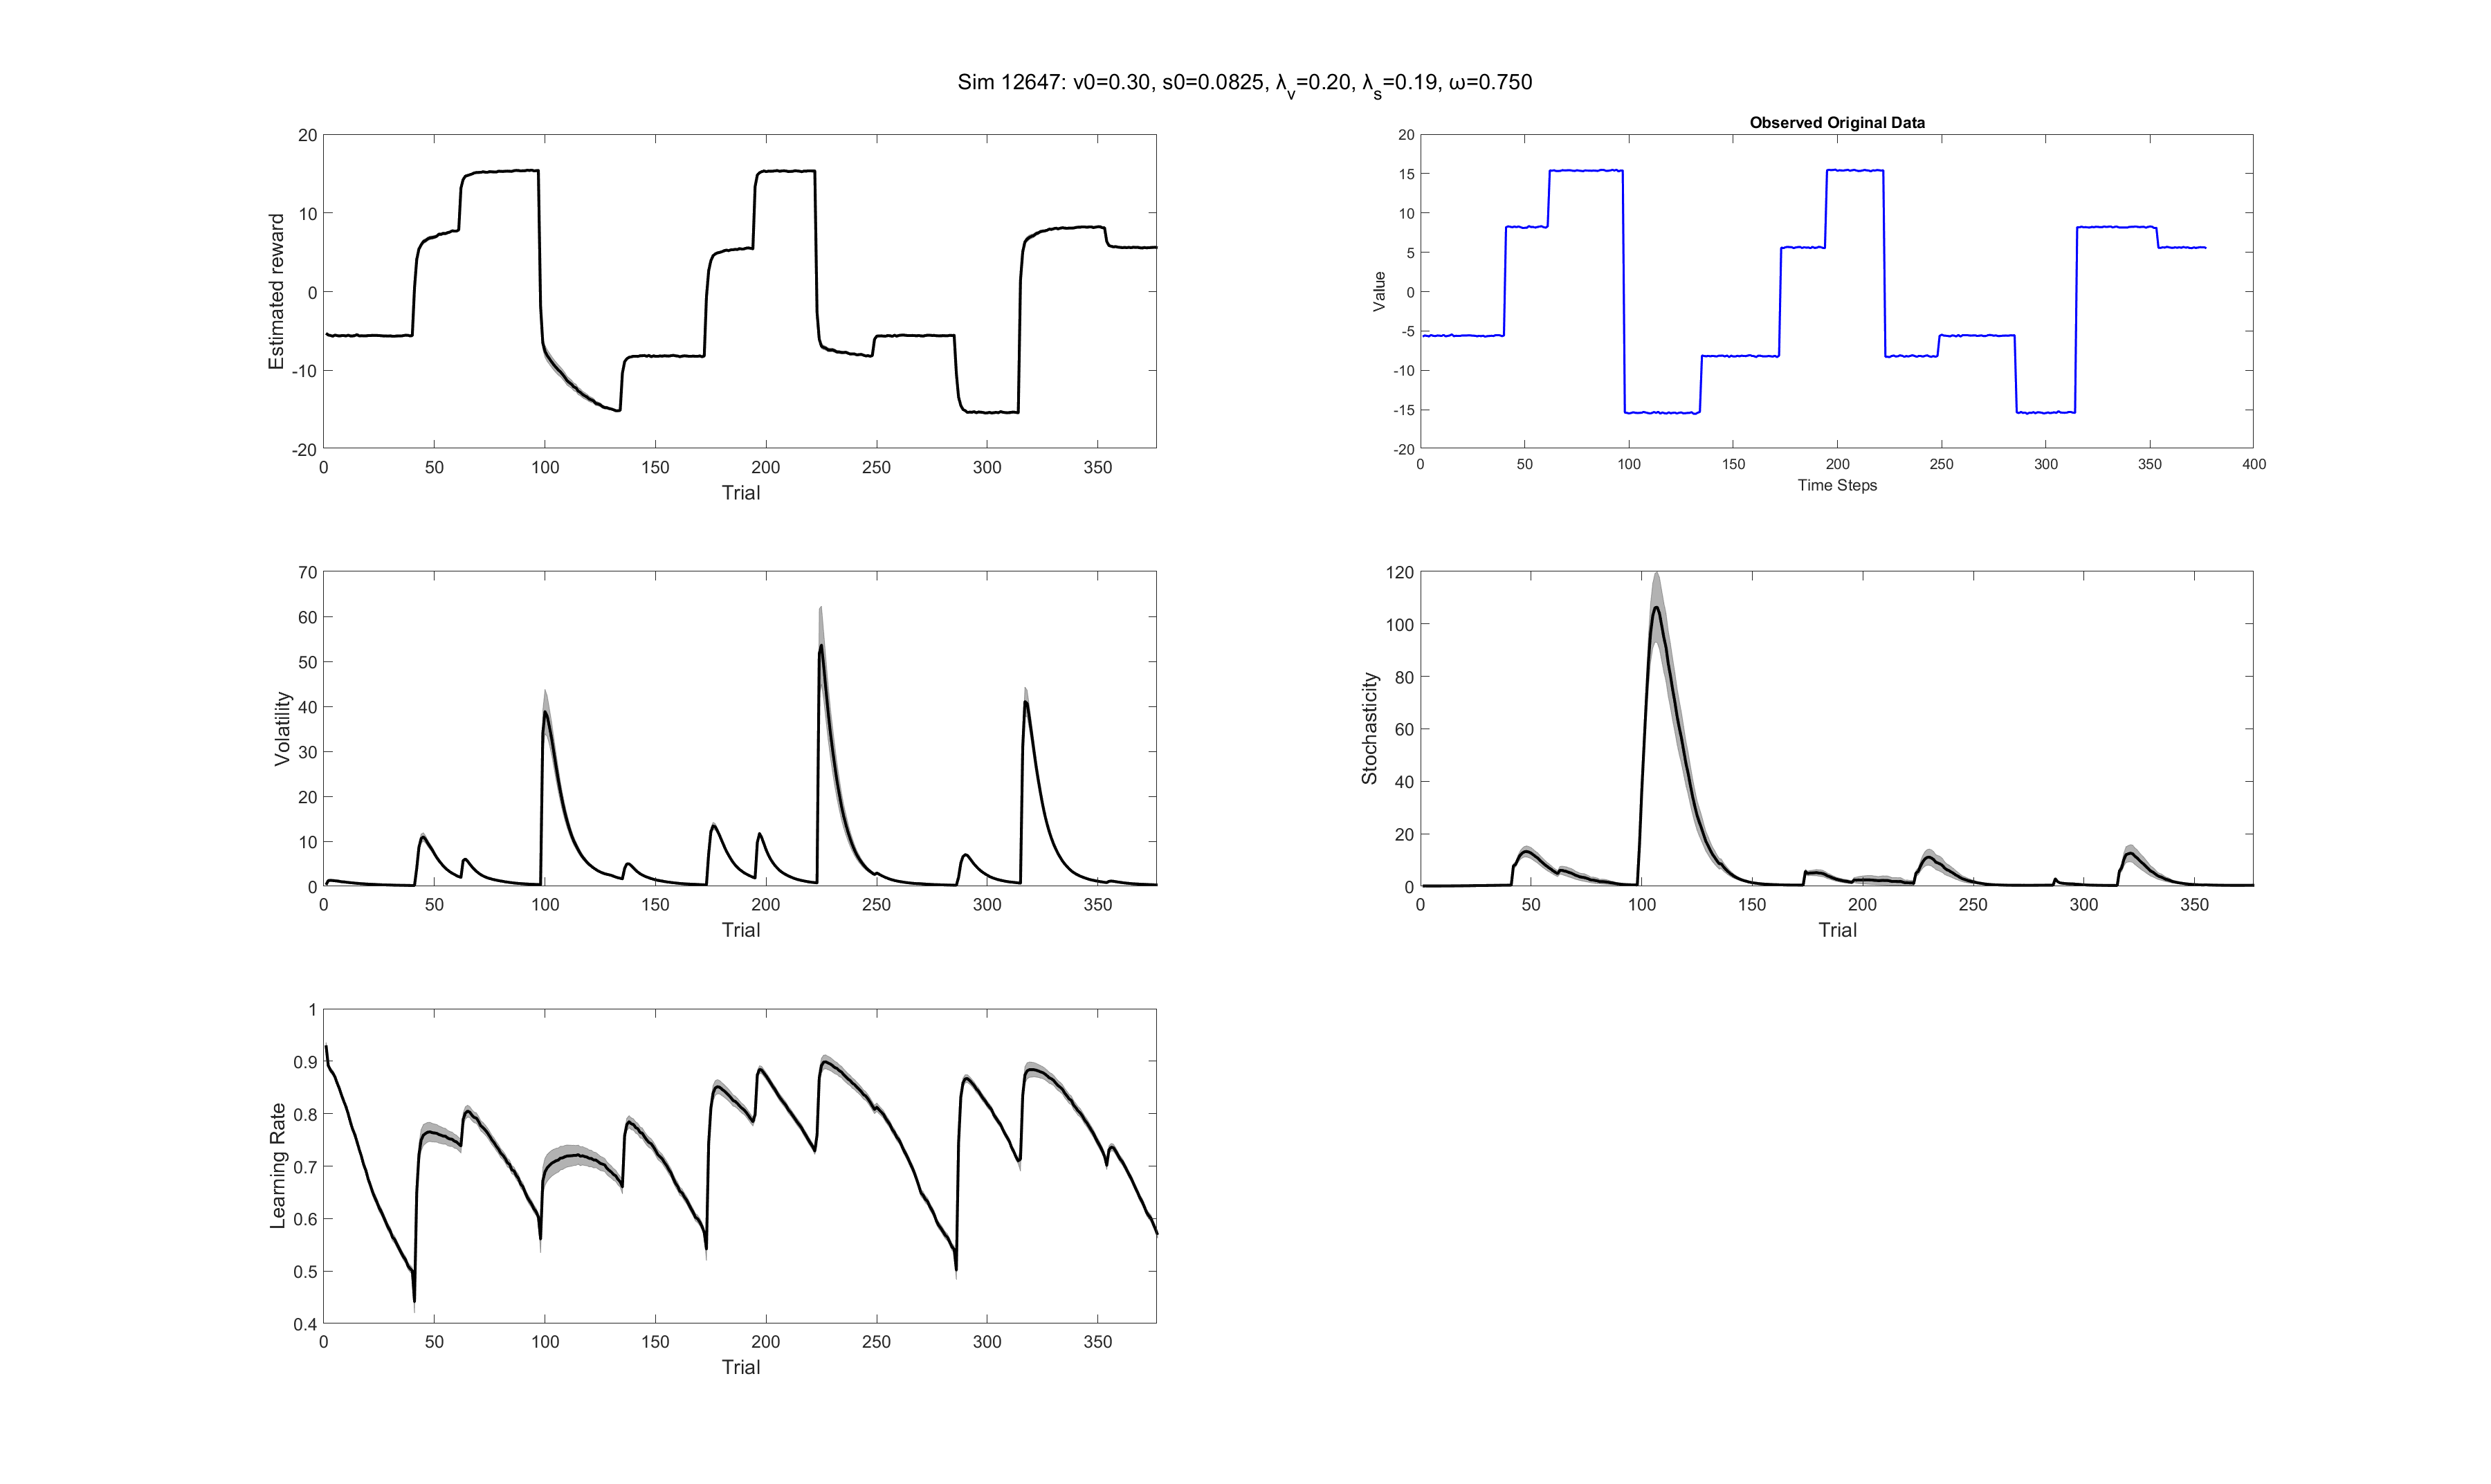 Sim 12647: v0=0.30, s0=0.0825, λv=0.20, λs=0.19, ω=0.750
20
10
0
-10
-20
Estimated reward
0 50 100 150 200 250 300 350
Trial
Observed Original Data
20
15
10
5
0
-5
-10
-15
-20
Value
0 50 100 150 200 250 300 350 400
Time Steps
70
60
50
40
30
20
10
0
Volatility
0 50 100 150 200 250 300 350
Trial
120
100
80
60
40
20
0
Stochasticity
0 50 100 150 200 250 300 350
Trial
1
0.9
0.8
0.7
0.6
0.5
0.4
Learning Rate
0 50 100 150 200 250 300 350
Trial